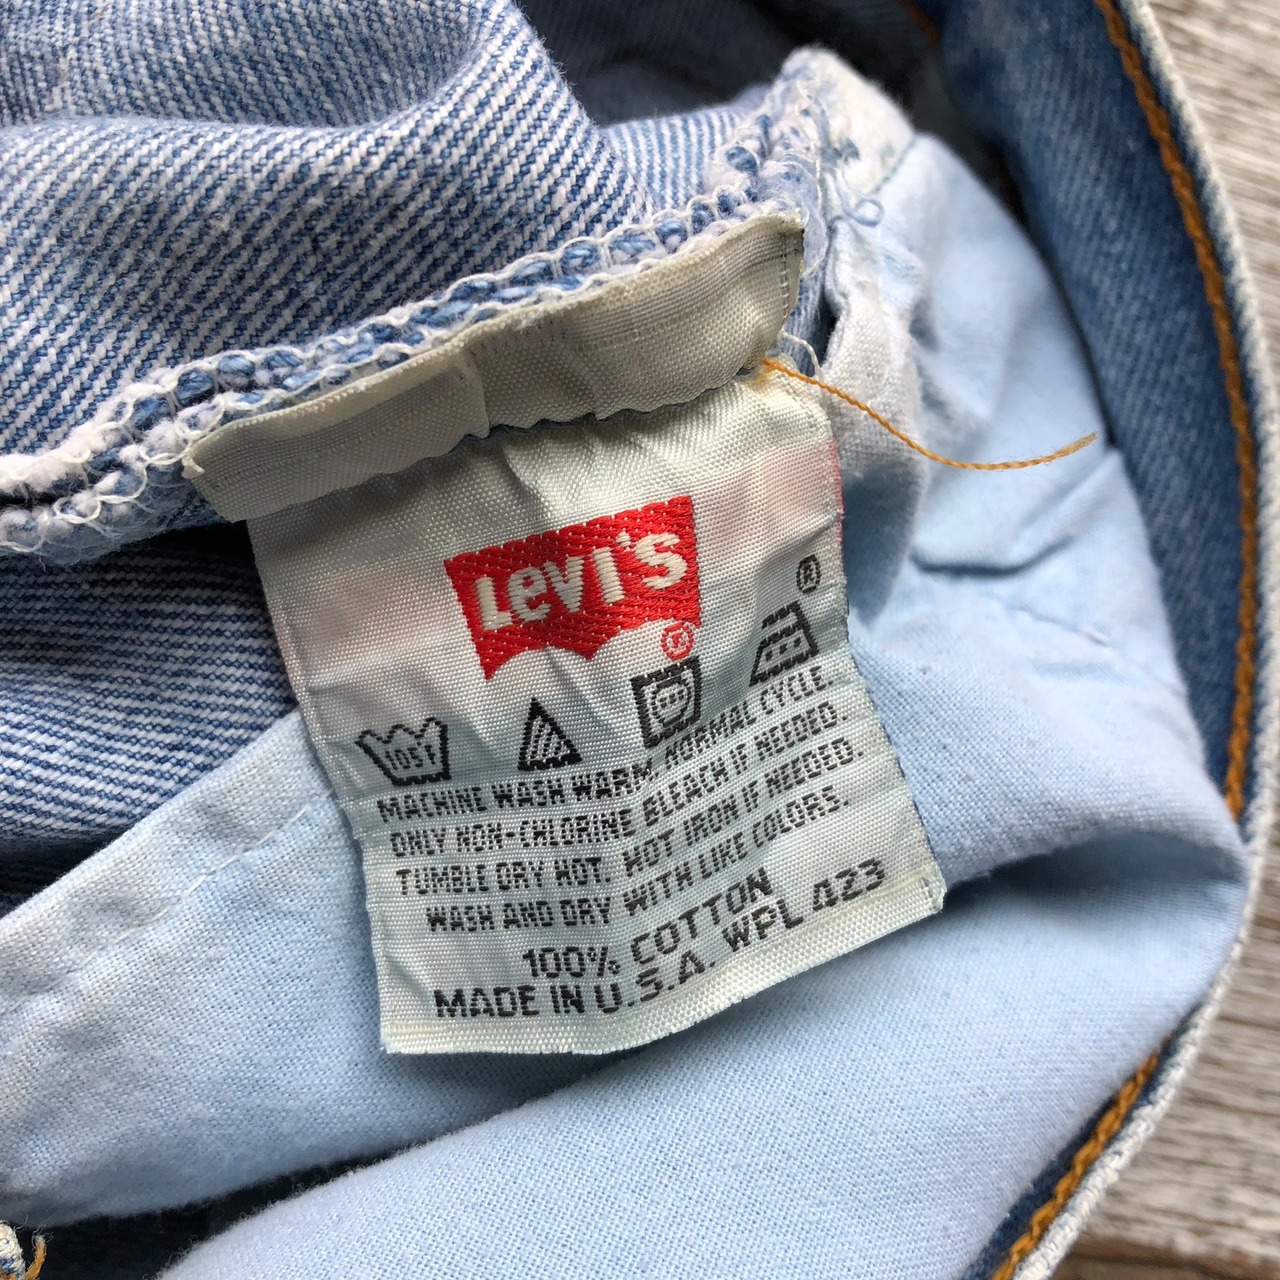 LEVI'S
®
®
105F
MACHINE WASH WARM, NORMAL CYCLE
ONLY NON-CHLORINE BLEACH IF NEEDED.
TUMBLE DRY HOT. HOT IRON IF NEEDED.
WASH AND DRY WITH LIKE COLORS.
100% COTTON
MADE IN U.S.A. WPL 423